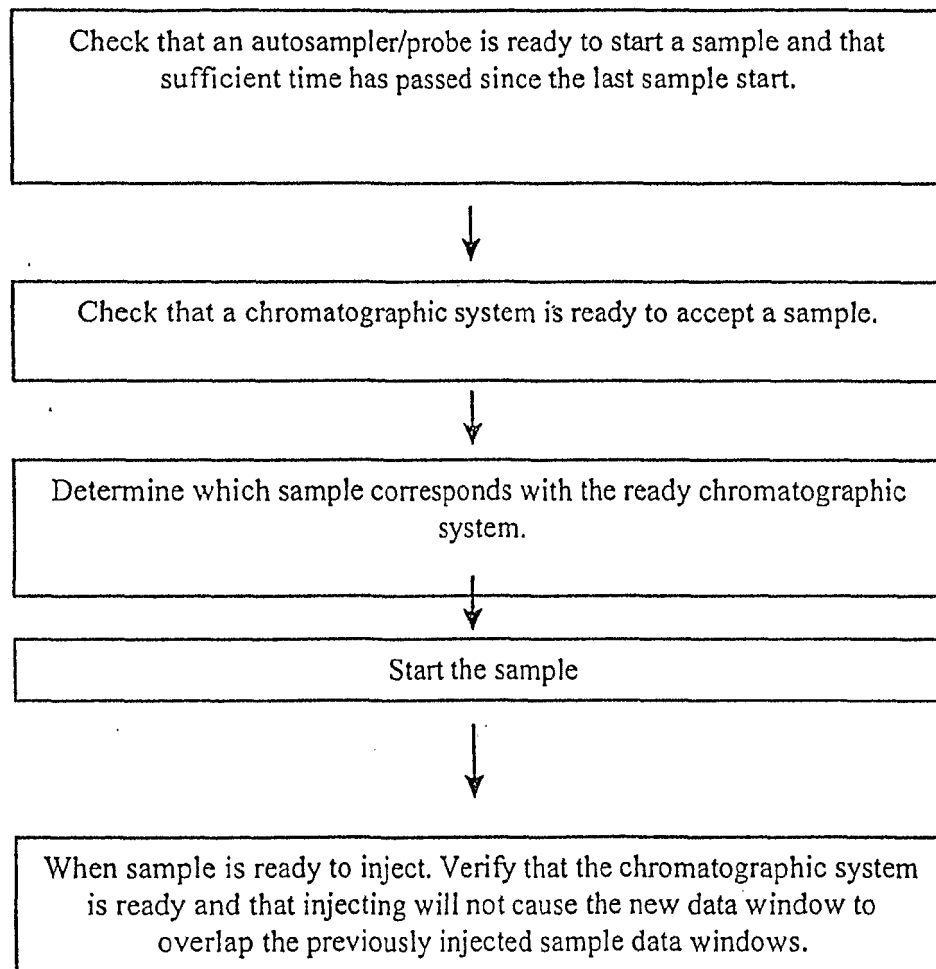 Check that an autosampler/probe is ready to start a sample and that
sufficient time has passed since the last sample start.
Check that a chromatographic system is ready to accept a sample.
Determine which sample corresponds with the ready chromatographic
system.
Start the sample
When sample is ready to inject. Verify that the chromatographic system
is ready and that injecting will not cause the new data window to
overlap the previously injected sample data windows.